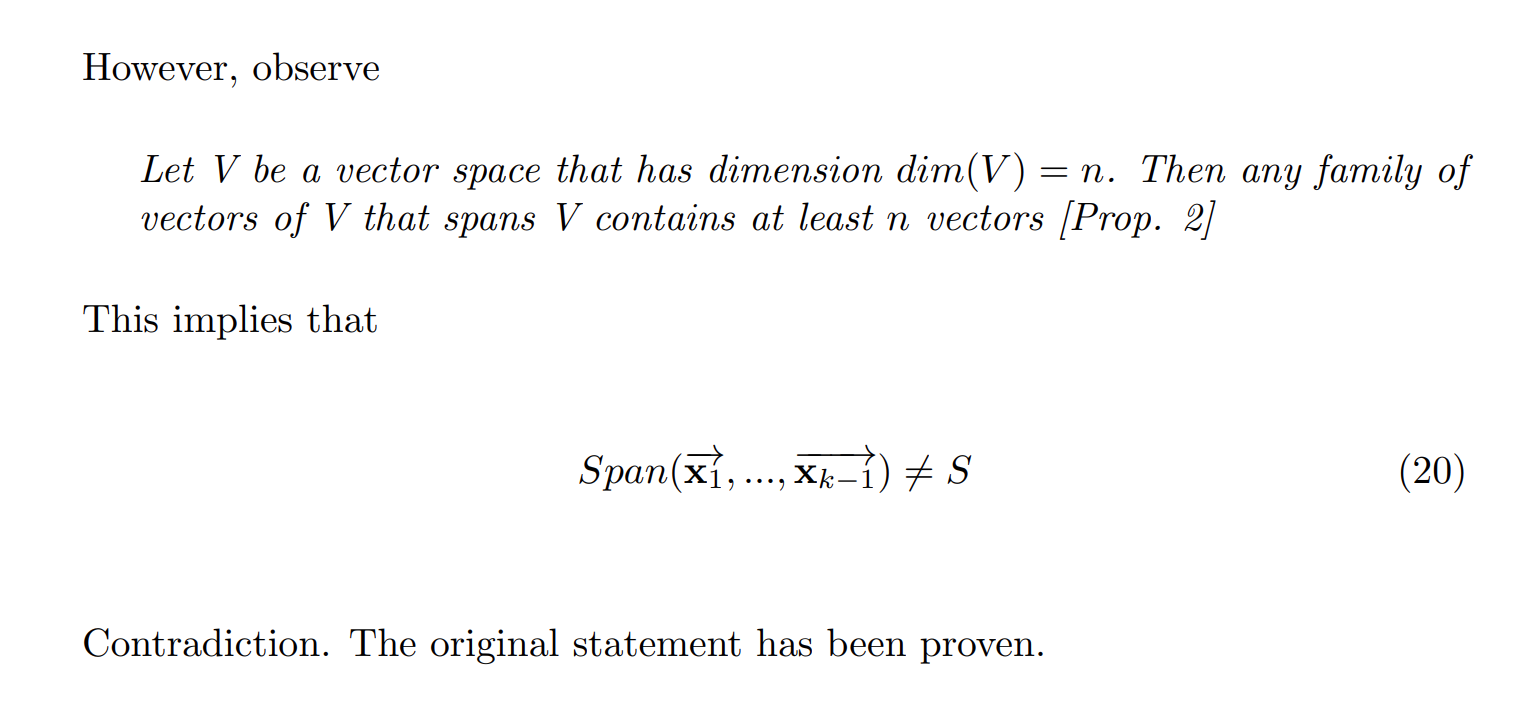 However, observe
Let V be a vector space that has dimension dim(V) = n. Then any family of
vectors of V that spans V contains at least n vectors [Prop. 2]
This implies that
$Span(\overrightarrow{\mathbf{x}_1}, ..., \overrightarrow{\mathbf{x}_{k-1}}) \neq S$ (20)
Contradiction. The original statement has been proven.